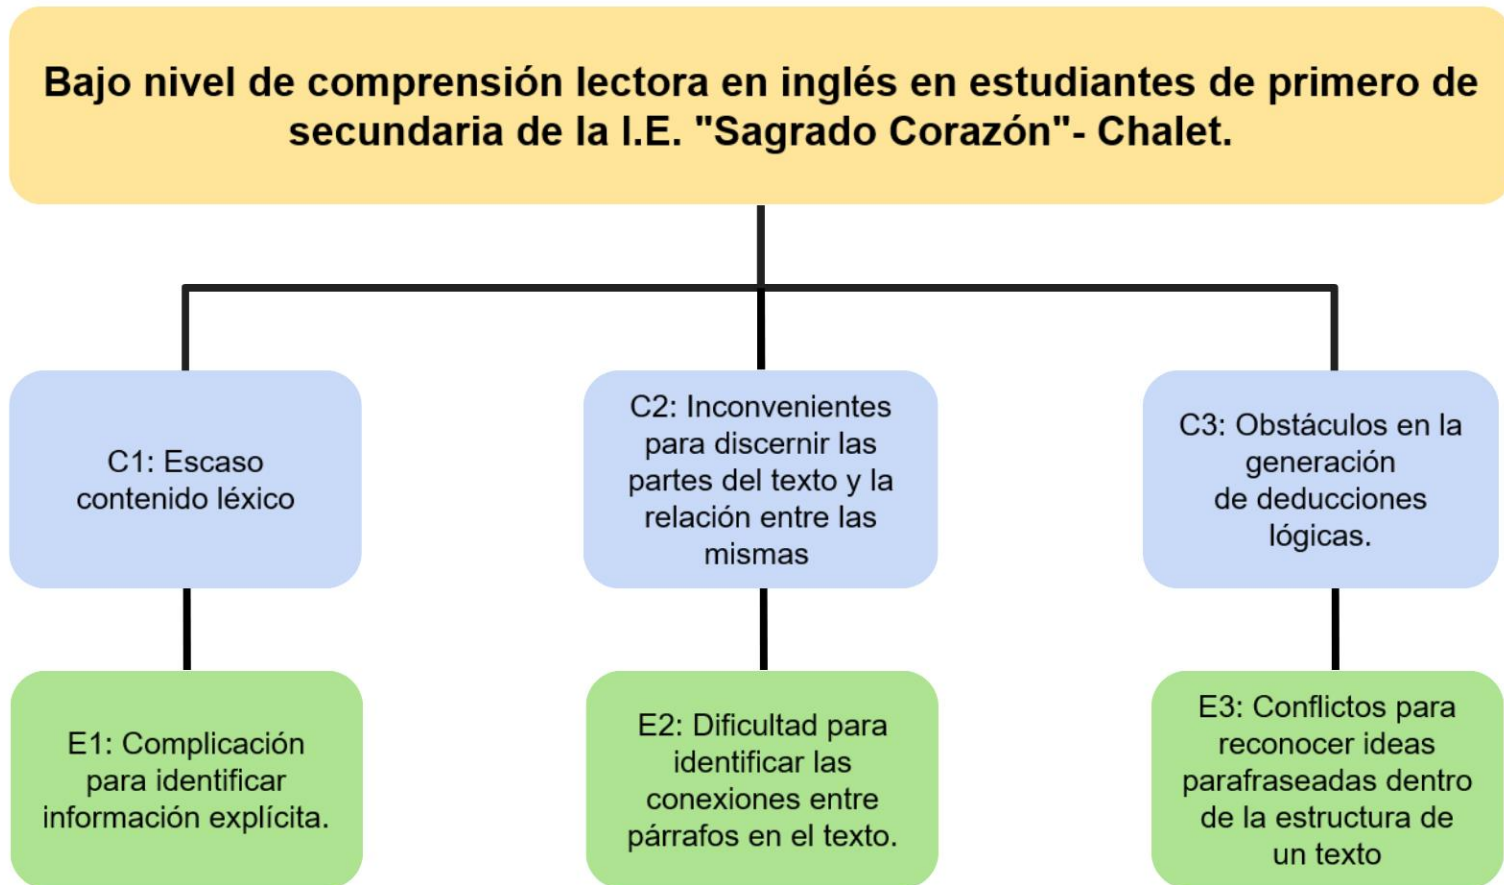 Bajo nivel de comprensión lectora en inglés en estudiantes de primero de
secundaria de la I.E. "Sagrado Corazón"- Chalet.
C1: Escaso
contenido léxico
C2: Inconvenientes
para discernir las
partes del texto y la
relación entre las
mismas
C3: Obstáculos en la
generación
de deducciones
lógicas.
E1: Complicación
para identificar
información explícita.
E2: Dificultad para
identificar las
conexiones entre
párrafos en el texto.
E3: Conflictos para
reconocer ideas
parafraseadas dentro
de la estructura de
un texto